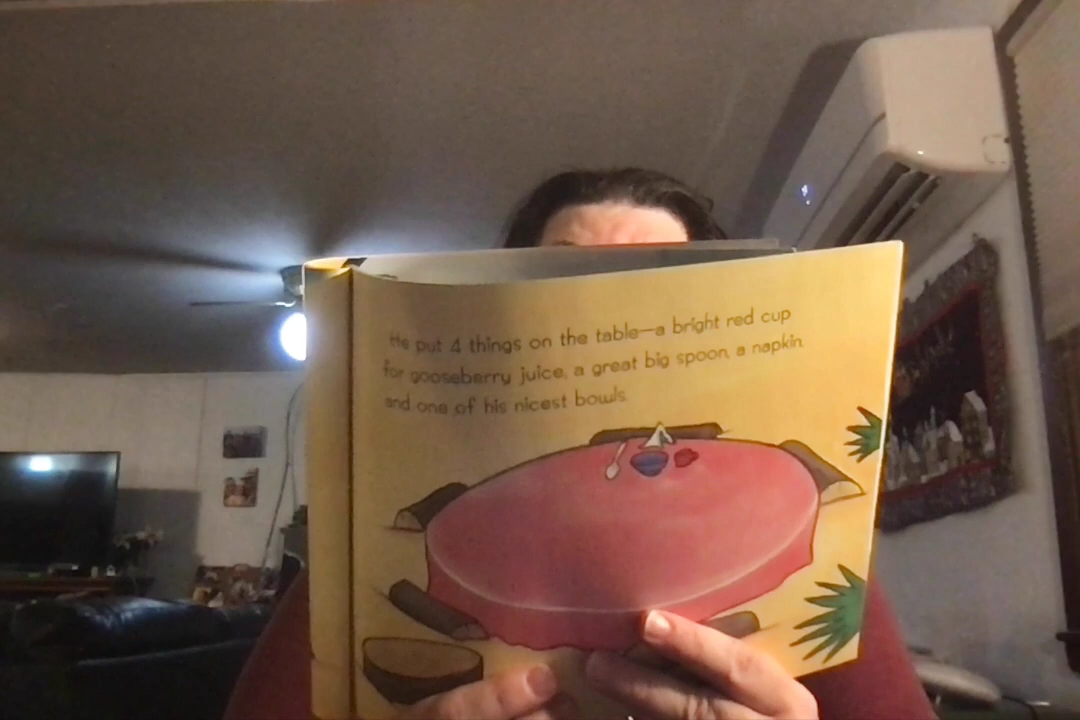 He put 4 things on the table—a bright red cup
for gooseberry juice, a great big spoon, a napkin,
and one of his nicest bowls.